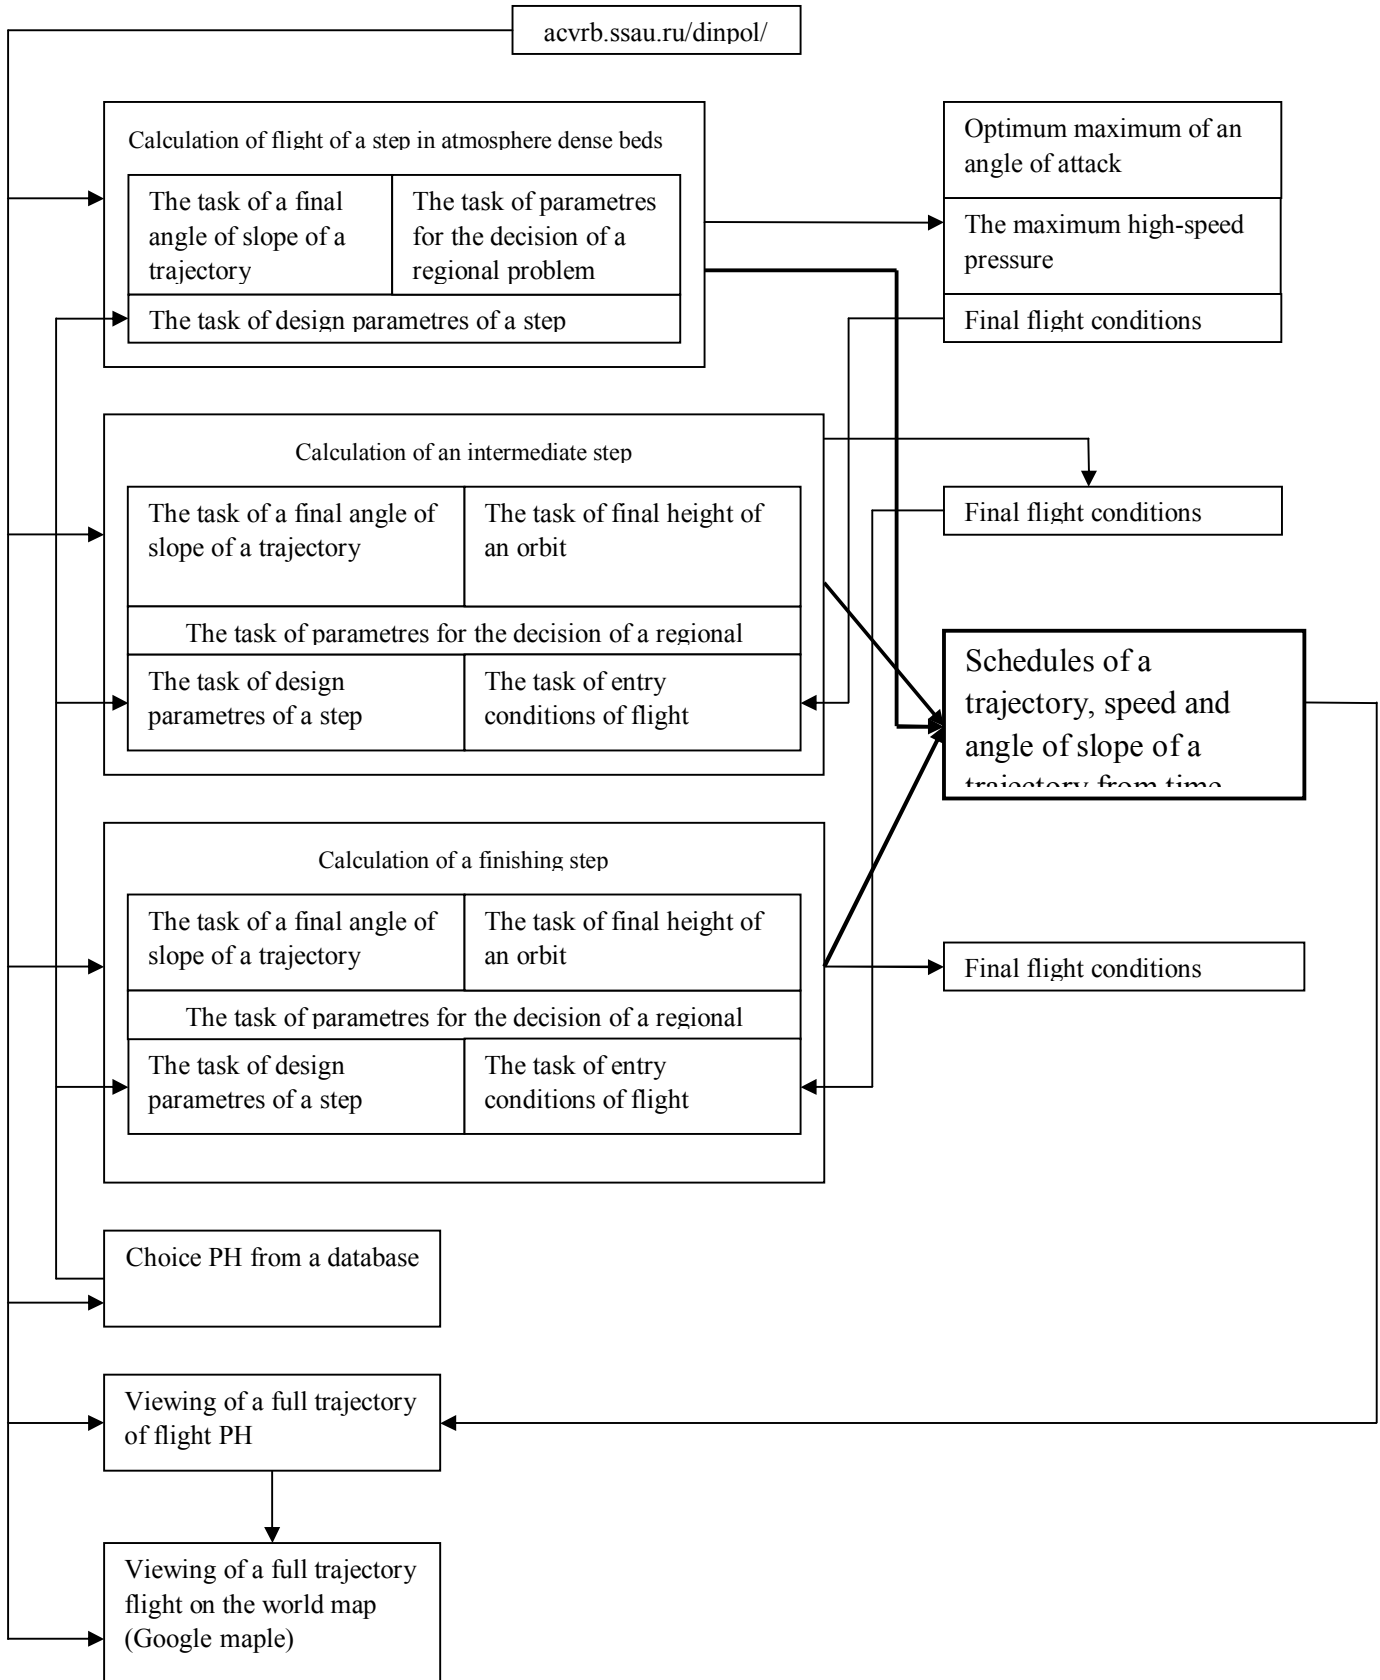 acvrb.ssau.ru/dinpol/
Calculation of flight of a step in atmosphere dense beds
The task of a final
angle of slope of a
trajectory
The task of parametres
for the decision of a
regional problem
The task of design parametres of a step
Optimum maximum of an
angle of attack
The maximum high-speed
pressure
Final flight conditions
Calculation of an intermediate step
The task of a final angle of
slope of a trajectory
The task of final height of
an orbit
The task of parametres for the decision of a regional
The task of design
parametres of a step
The task of entry
conditions of flight
Final flight conditions
Schedules of a
trajectory, speed and
angle of slope of a
trajectory from time
Calculation of a finishing step
The task of a final angle of
slope of a trajectory
The task of final height of
an orbit
The task of parametres for the decision of a regional
The task of design
parametres of a step
The task of entry
conditions of flight
Final flight conditions
Choice PH from a database
Viewing of a full trajectory
of flight PH
Viewing of a full trajectory
flight on the world map
(Google maple)